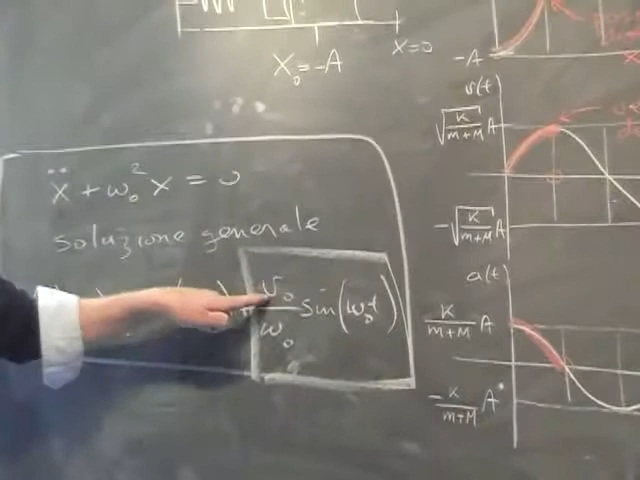 X₀ = -A
X = 0
ẍ + ω₀² x = 0
soluzione generale
v₀/ω₀ sin(ω₀t)
-A
v(t)
√(K/(m+M)) A
-√(K/(m+M)) A
a(t)
K/(m+M) A
-K/(m+M) A